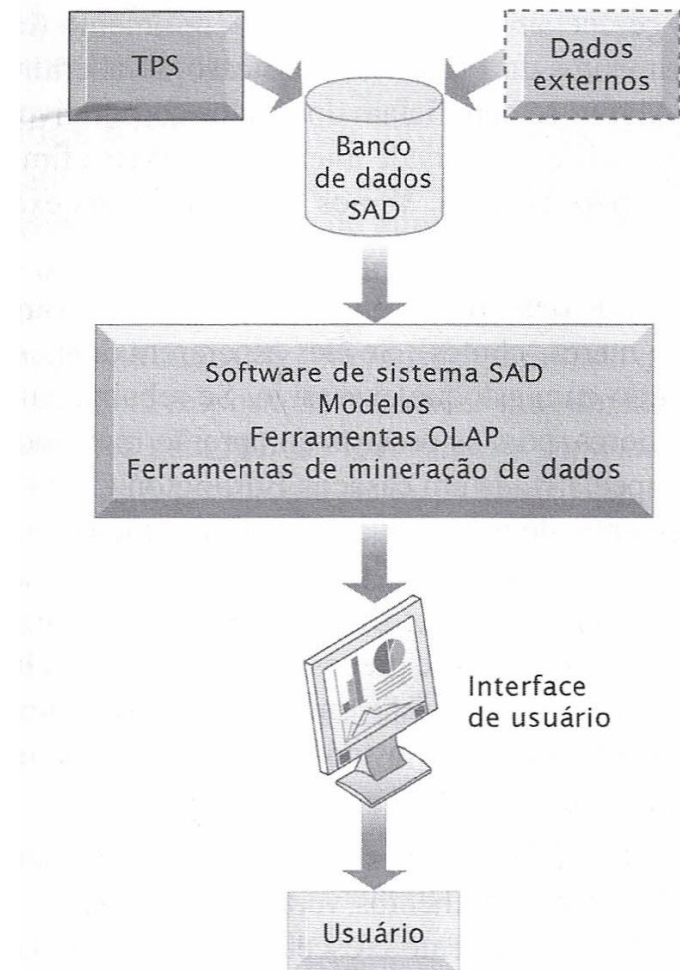 TPS
Dados
externos
Banco
de dados
SAD
Software de sistema SAD
Modelos
Ferramentas OLAP
Ferramentas de mineração de dados
Interface
de usuário
Usuário